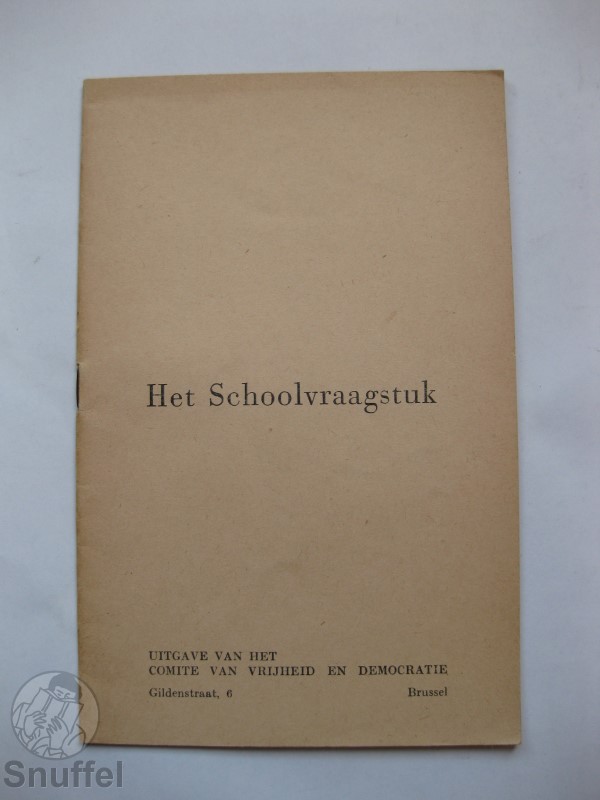 Het Schoolvraagstuk
UITGAVE VAN HET
COMITE VAN VRIJHEID EN DEMOCRATIE
Gildenstraat, 6 Brussel
Snuffel